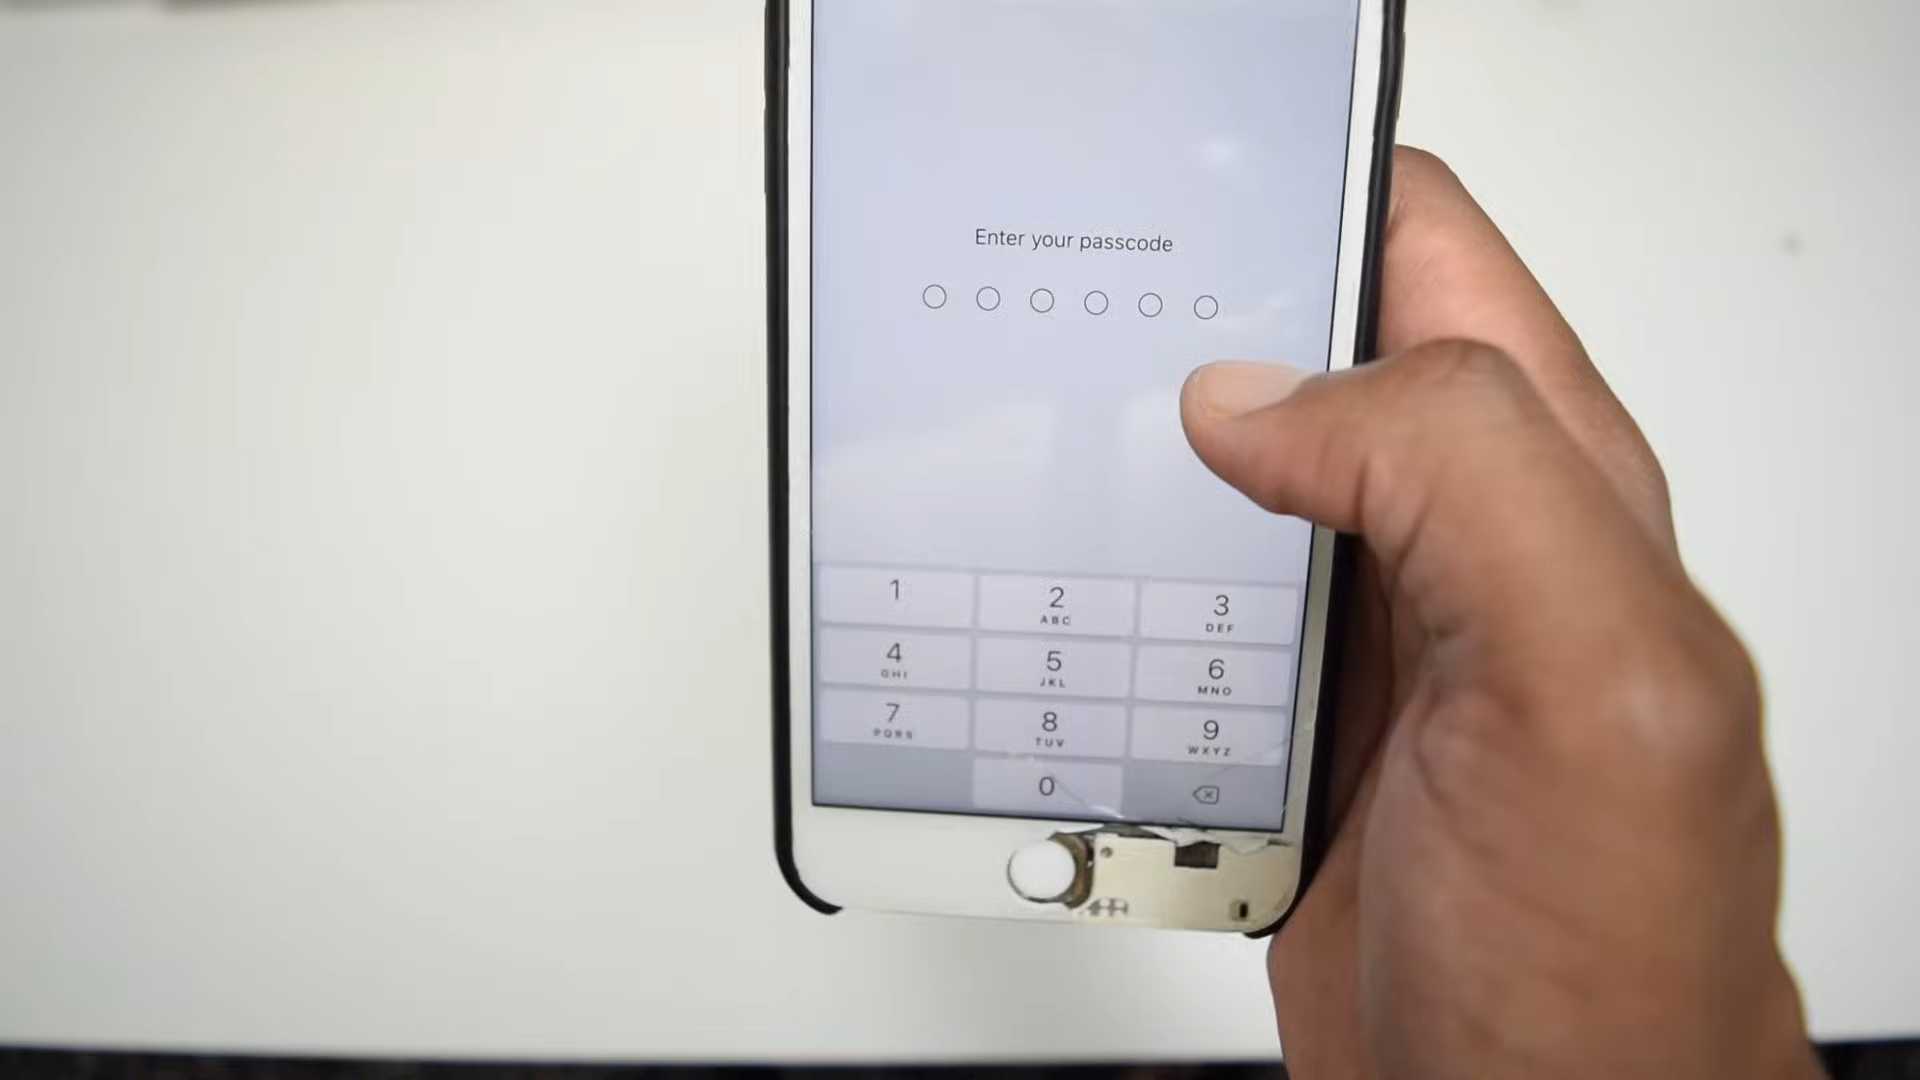 Enter your passcode
1 2 3
ABC DEF
4 5 6
GHI JKL MNO
7 8 9
PQRS TUV WXYZ
0